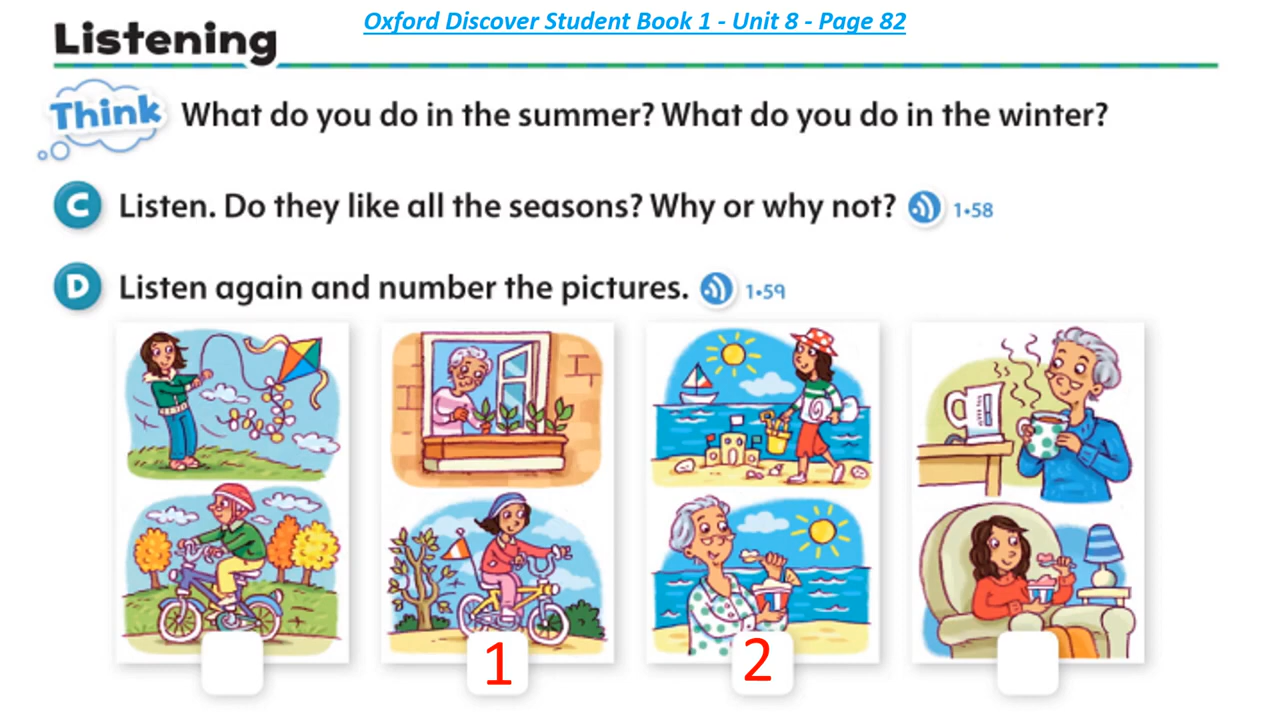 Oxford Discover Student Book 1 - Unit 8 - Page 82
Listening
Think What do you do in the summer? What do you do in the winter?
C Listen. Do they like all the seasons? Why or why not? 1•58
D Listen again and number the pictures. 1•59
1
2